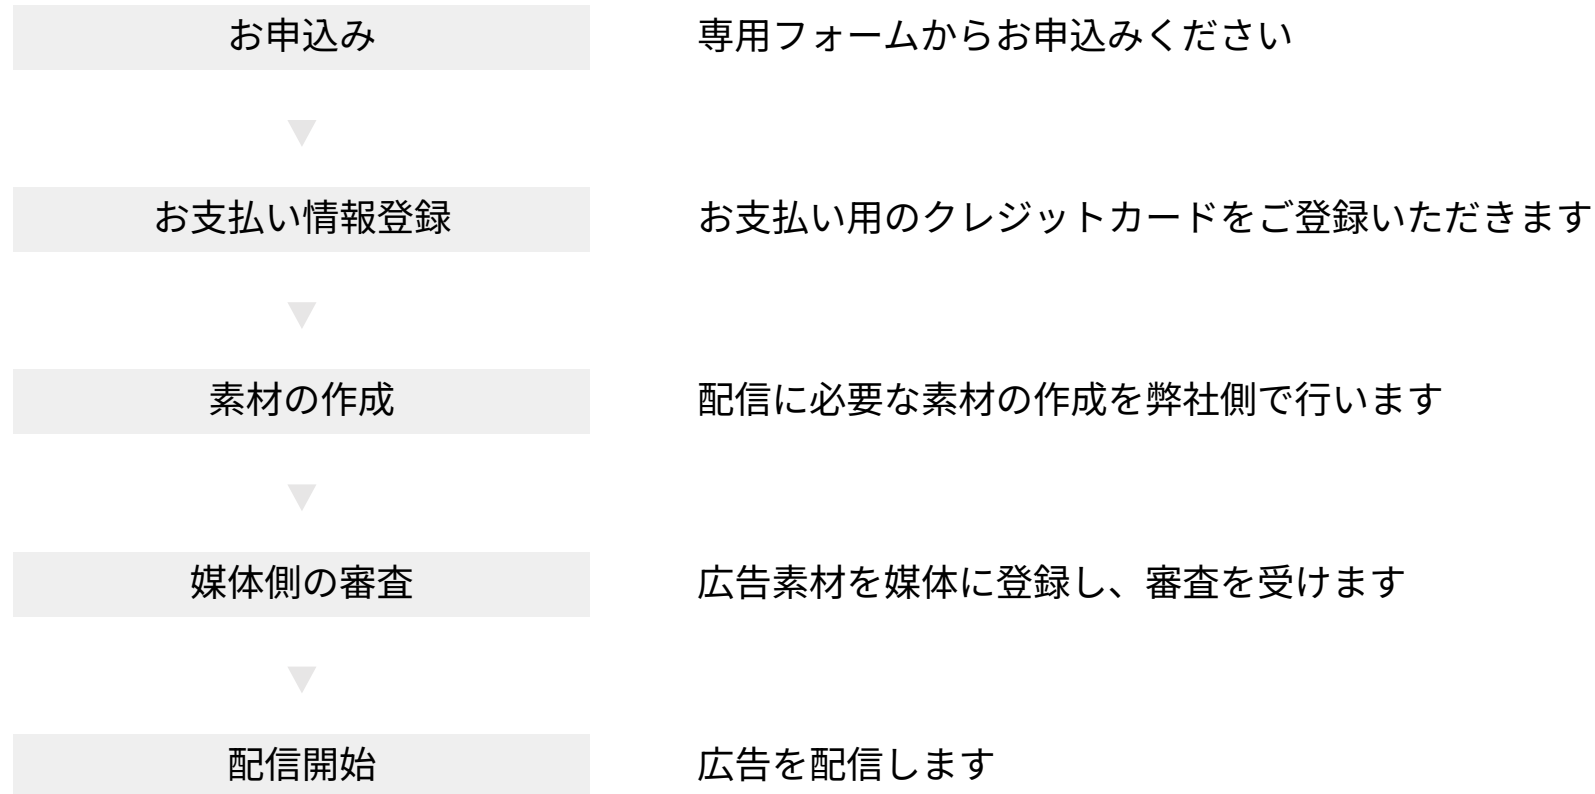 お申込み
専用フォームからお申込みください
お支払い情報登録
お支払い用のクレジットカードをご登録いただきます
素材の作成
配信に必要な素材の作成を弊社側で行います
媒体側の審査
広告素材を媒体に登録し、審査を受けます
配信開始
広告を配信します